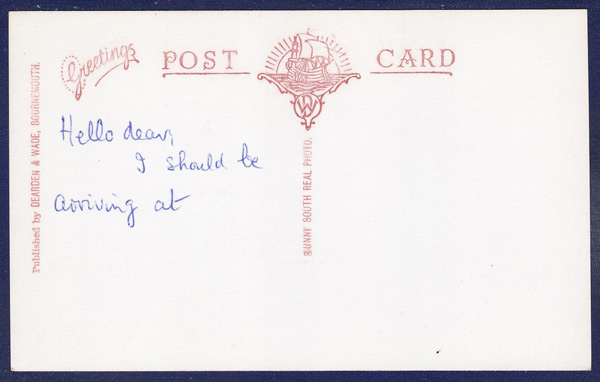 Greetings
POST CARD
Published by DEARDEN & WADE, BOURNEMOUTH.
Hello dear,
I should be
arriving at
SUNNY SOUTH REAL PHOTO.